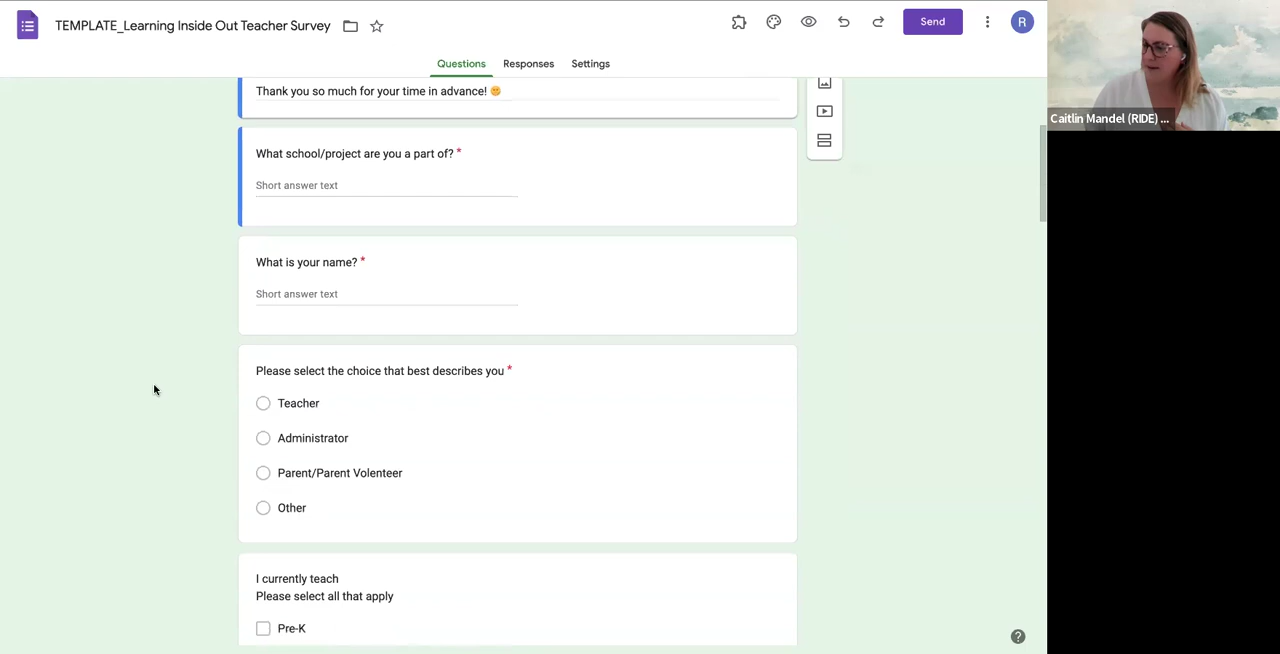 TEMPLATE_Learning Inside Out Teacher Survey
Send
R
Questions Responses Settings
Thank you so much for your time in advance! 😊
What school/project are you a part of? *
Short answer text
What is your name? *
Short answer text
Please select the choice that best describes you *
Teacher
Administrator
Parent/Parent Volenteer
Other
I currently teach
Please select all that apply
Pre-K
Caitlin Mandel (RIDE) ...